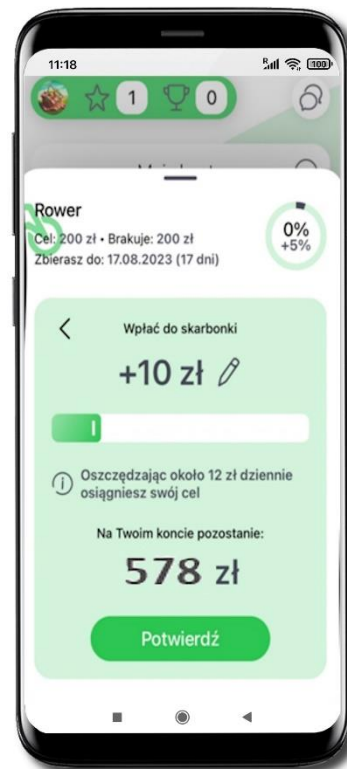 11:18
R
100
1
0
Rower
Cel: 200 zł • Brakuje: 200 zł
Zbierasz do: 17.08.2023 (17 dni)
0%
+5%
Wpłać do skarbonki
+10 zł
Oszczędzając około 12 zł dziennie
osiągniesz swój cel
Na Twoim koncie pozostanie:
578 zł
Potwierdź